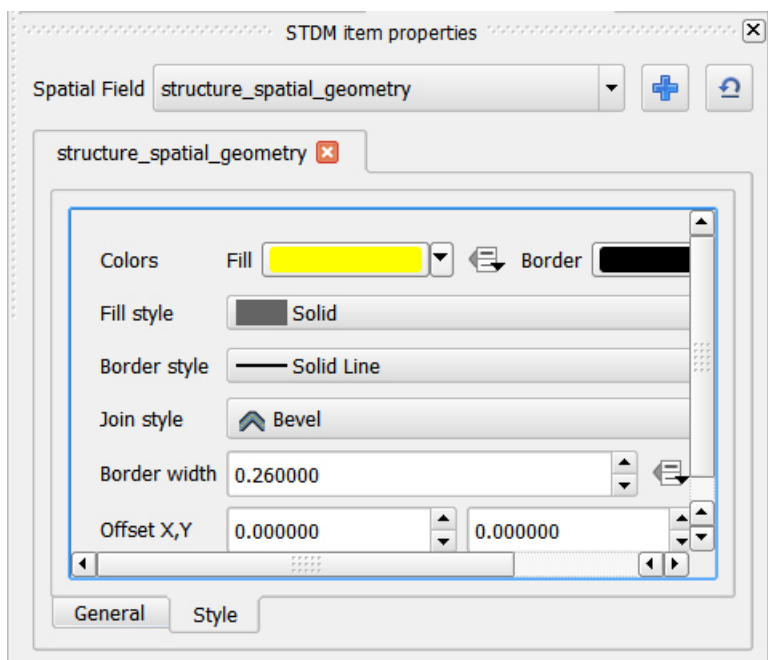 STDM item properties
Spatial Field structure_spatial_geometry
structure_spatial_geometry
Colors Fill Border
Fill style Solid
Border style Solid Line
Join style Bevel
Border width 0.260000
Offset X,Y 0.000000 0.000000
General Style